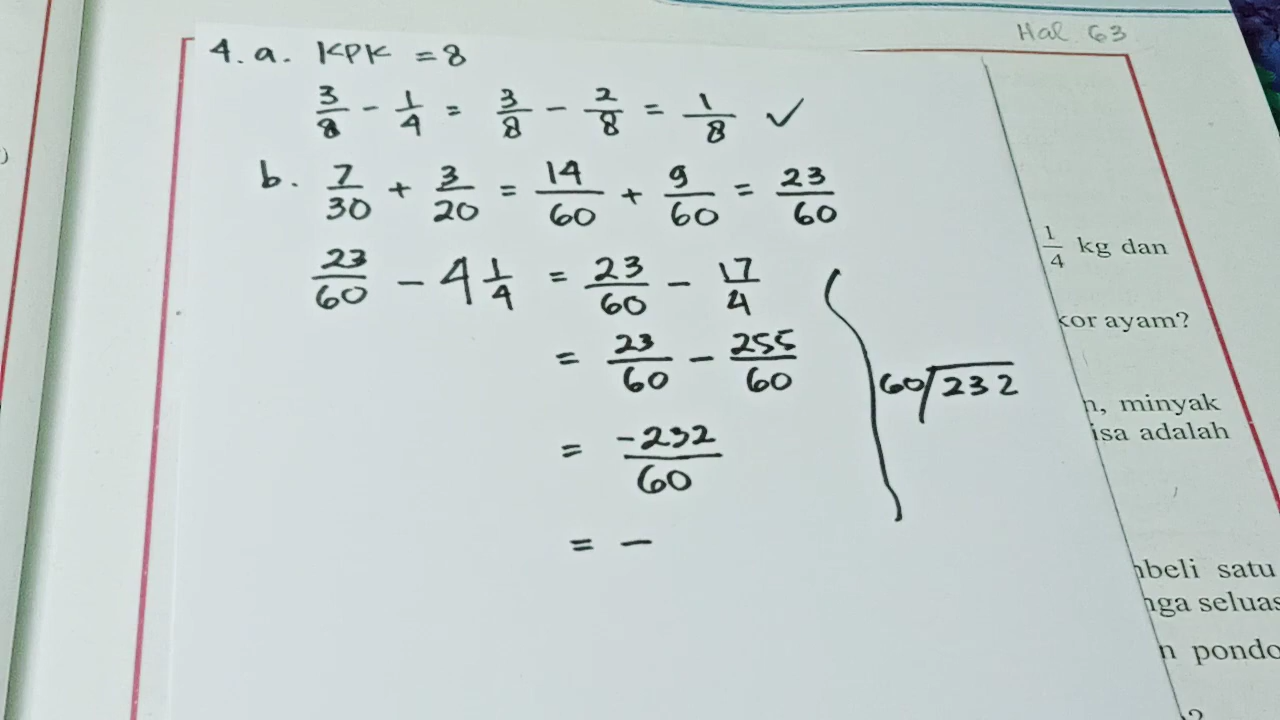 Hal 63
4. a. KPK = 8
3/8 - 1/4 = 3/8 - 2/8 = 1/8 ✓
b. 7/30 + 3/20 = 14/60 + 9/60 = 23/60
23/60 - 4 1/4 = 23/60 - 17/4
= 23/60 - 255/60
60 232
= -232/60
= -
1/4 kg dan
kor ayam?
n, minyak
isa adalah
nbeli satu
nga seluas
n pondo